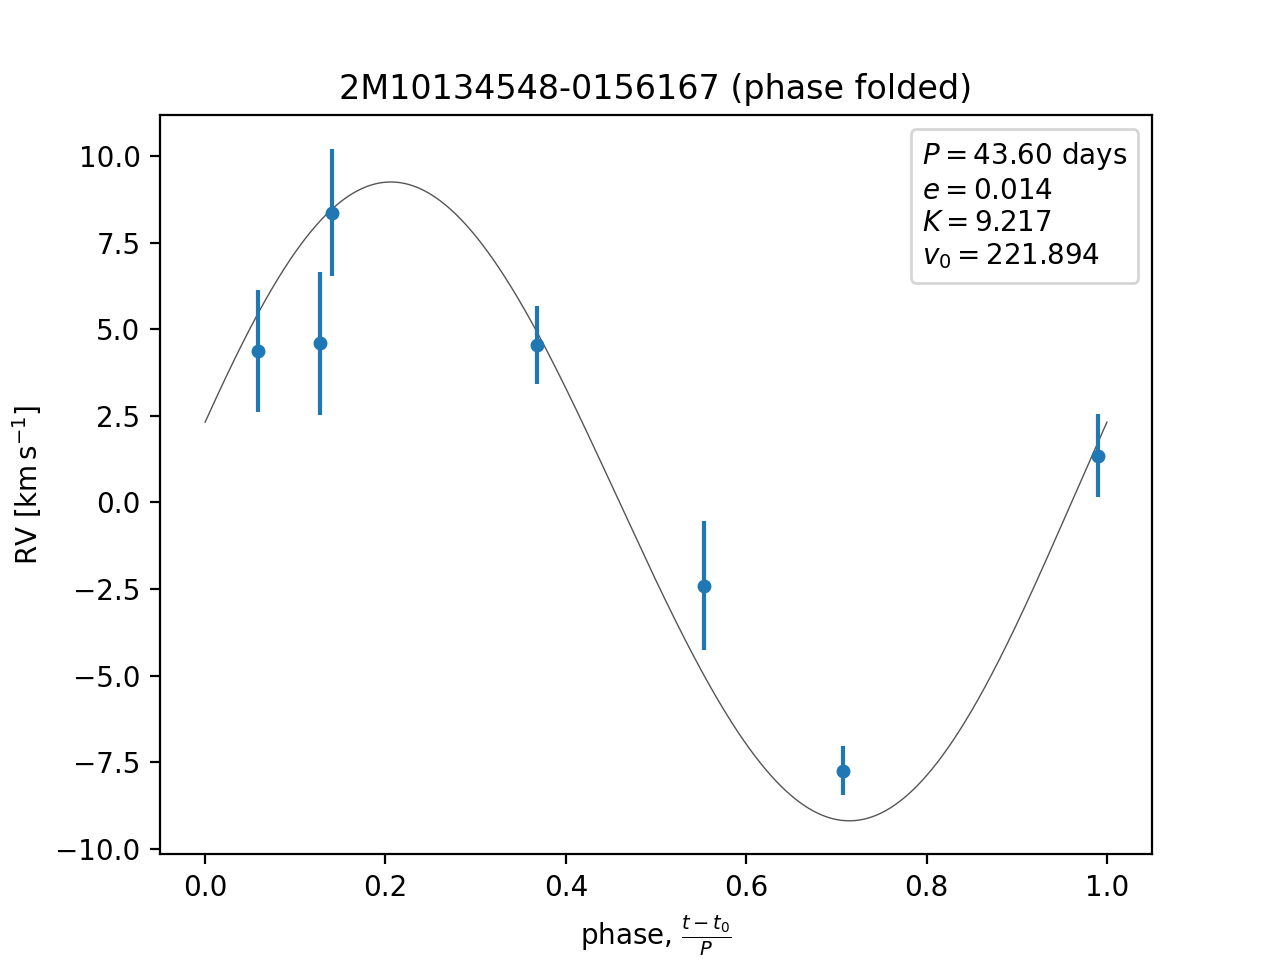 2M10134548-0156167 (phase folded)
P = 43.60 days
e = 0.014
K = 9.217
v₀ = 221.894
10.0
7.5
5.0
2.5
0.0
−2.5
−5.0
−7.5
−10.0
RV [km s⁻¹]
0.0 0.2 0.4 0.6 0.8 1.0
phase, (t − t₀)/P